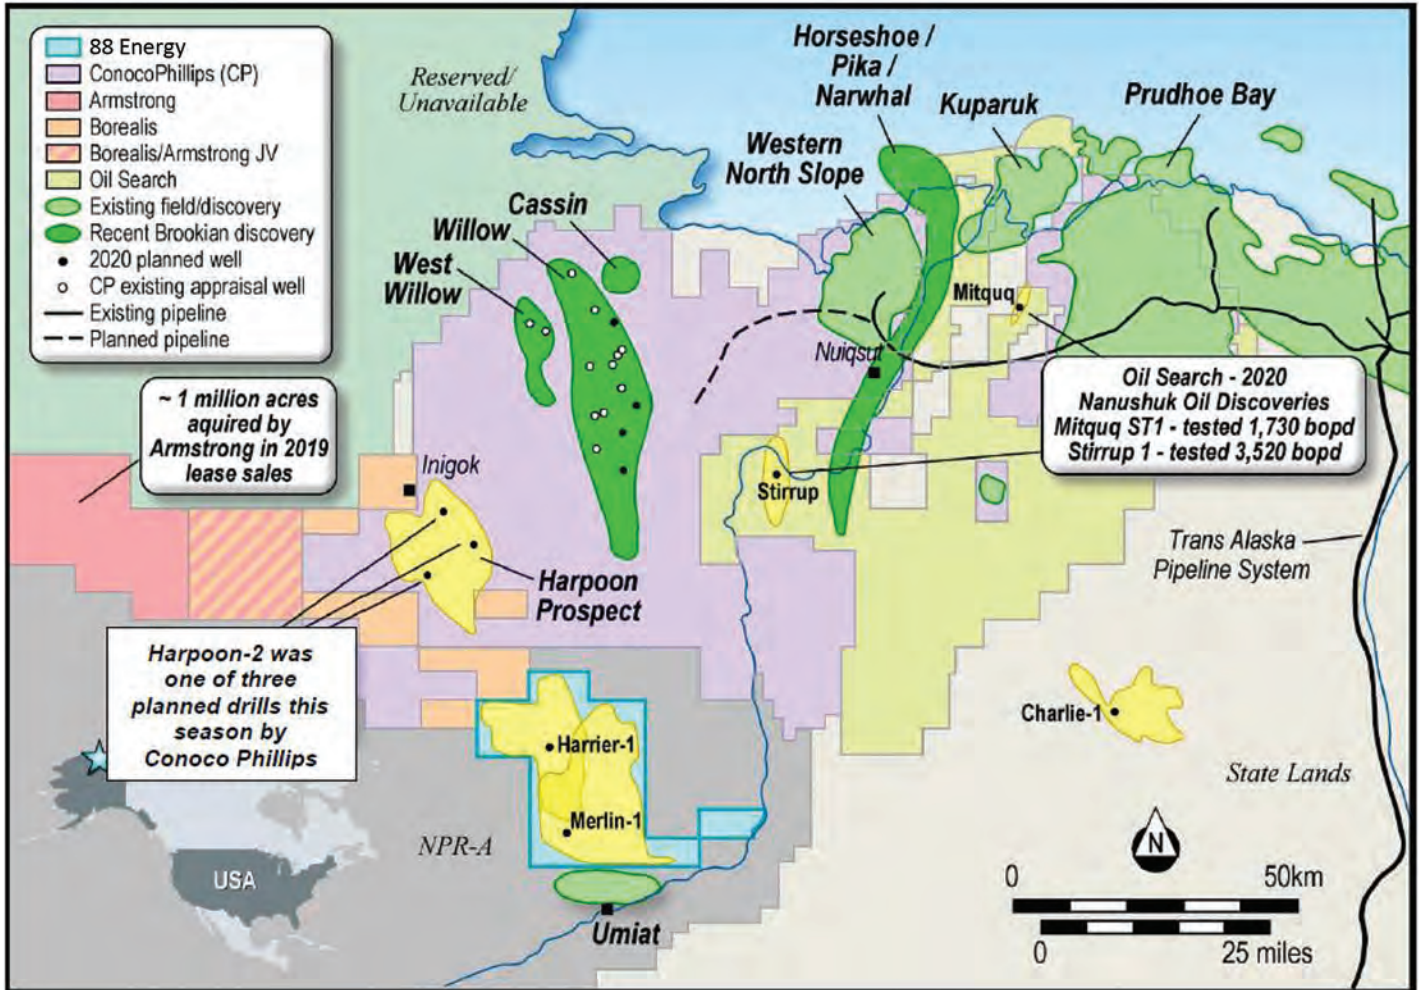 88 Energy
ConocoPhillips (CP)
Armstrong
Borealis
Borealis/Armstrong JV
Oil Search
Existing field/discovery
Recent Brookian discovery
2020 planned well
CP existing appraisal well
Existing pipeline
Planned pipeline
Reserved/
Unavailable
Horseshoe /
Pika /
Narwhal
Kuparuk
Prudhoe Bay
Western
North Slope
Cassin
Willow
West
Willow
Mitquq
Nuiqsut
~ 1 million acres
aquired by
Armstrong in 2019
lease sales
Oil Search - 2020
Nanushuk Oil Discoveries
Mitquq ST1 - tested 1,730 bopd
Stirrup 1 - tested 3,520 bopd
Inigok
Stirrup
Harpoon
Prospect
Trans Alaska
Pipeline System
Harpoon-2 was
one of three
planned drills this
season by
Conoco Phillips
Charlie-1
Harrier-1
State Lands
Merlin-1
NPR-A
N
USA
Umiat
0 50km
0 25 miles